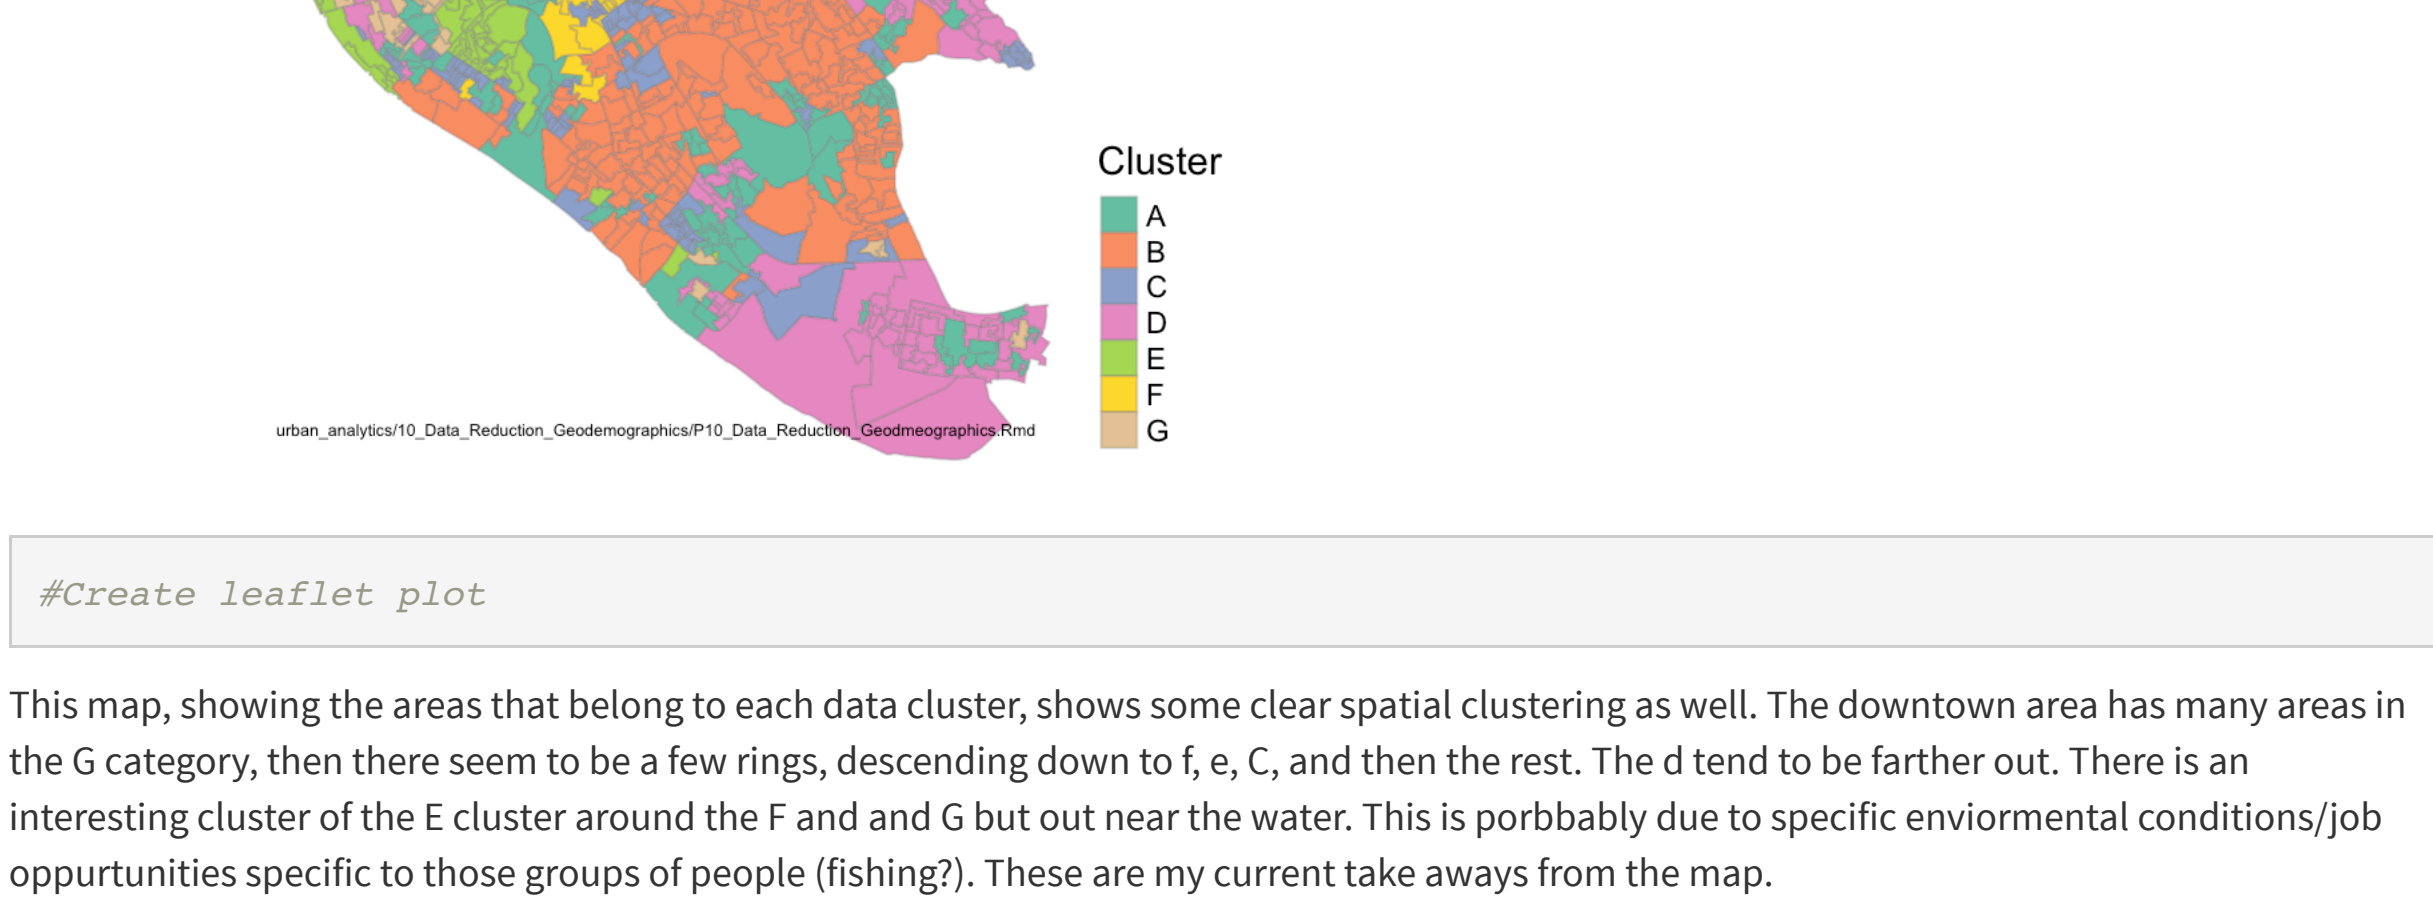 Cluster
A
B
C
D
E
F
G
urban_analytics/10_Data_Reduction_Geodemographics/P10_Data_Reduction_Geodmeographics.Rmd
#Create leaflet plot
This map, showing the areas that belong to each data cluster, shows some clear spatial clustering as well. The downtown area has many areas in
the G category, then there seem to be a few rings, descending down to f, e, C, and then the rest. The d tend to be farther out. There is an
interesting cluster of the E cluster around the F and and G but out near the water. This is porbbably due to specific enviormental conditions/job
oppurtunities specific to those groups of people (fishing?). These are my current take aways from the map.